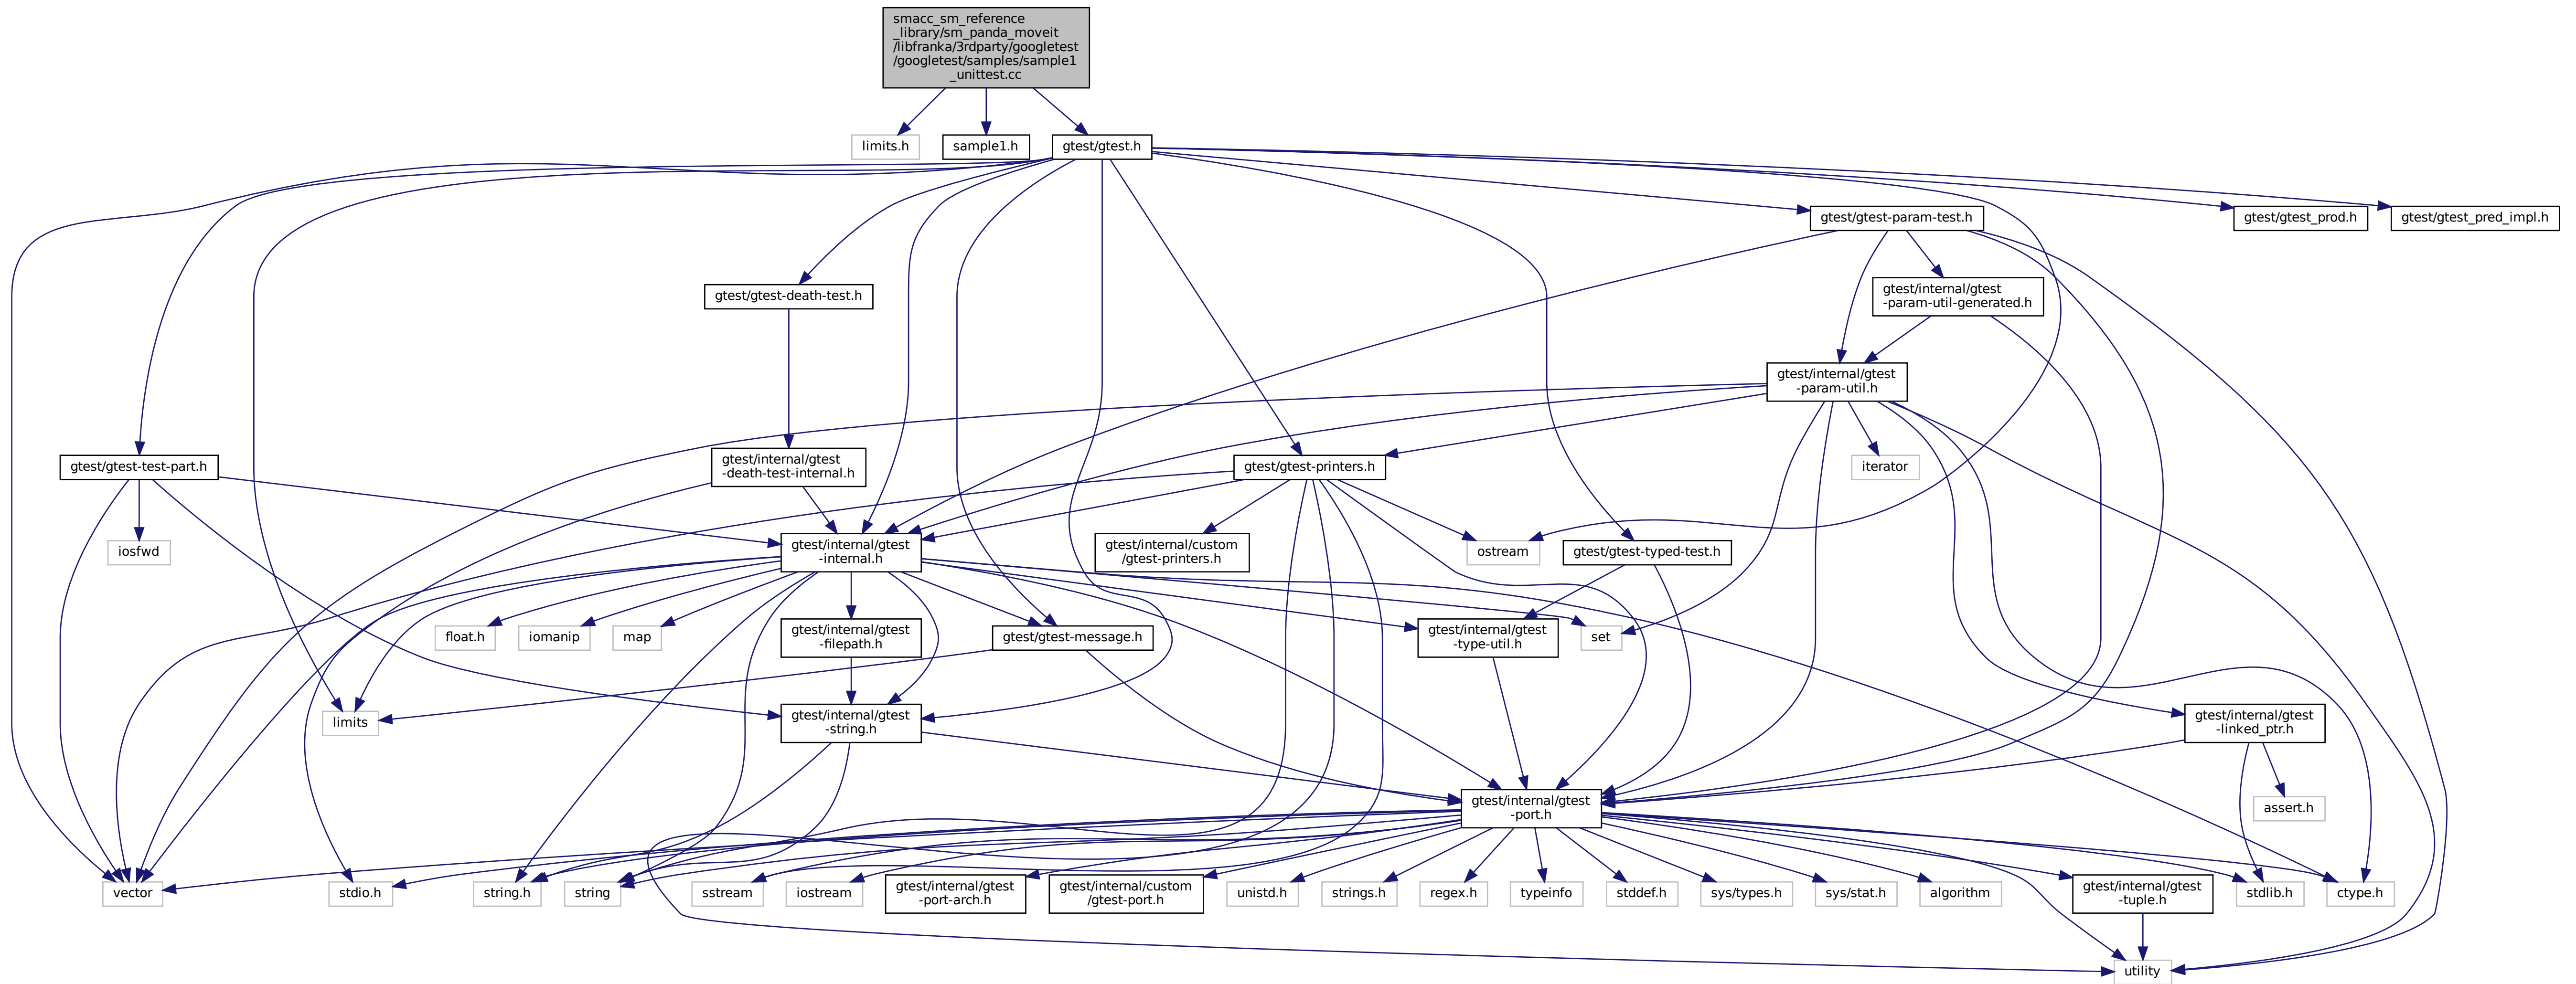 smacc_sm_reference
_library/sm_panda_moveit
/libfranka/3rdparty/googletest
/googletest/samples/sample1
_unittest.cc
limits.h
sample1.h
gtest/gtest.h
gtest/gtest-param-test.h
gtest/gtest_prod.h
gtest/gtest_pred_impl.h
gtest/gtest-death-test.h
gtest/internal/gtest
-param-util-generated.h
gtest/internal/gtest
-param-util.h
gtest/gtest-test-part.h
gtest/internal/gtest
-death-test-internal.h
gtest/gtest-printers.h
iterator
iosfwd
gtest/internal/gtest
-internal.h
gtest/internal/custom
/gtest-printers.h
ostream
gtest/gtest-typed-test.h
float.h
iomanip
map
gtest/internal/gtest
-filepath.h
gtest/gtest-message.h
gtest/internal/gtest
-type-util.h
set
limits
gtest/internal/gtest
-string.h
gtest/internal/gtest
-linked_ptr.h
gtest/internal/gtest
-port.h
assert.h
vector
stdio.h
string.h
string
sstream
iostream
gtest/internal/gtest
-port-arch.h
gtest/internal/custom
/gtest-port.h
unistd.h
strings.h
regex.h
typeinfo
stddef.h
sys/types.h
sys/stat.h
algorithm
gtest/internal/gtest
-tuple.h
stdlib.h
ctype.h
utility